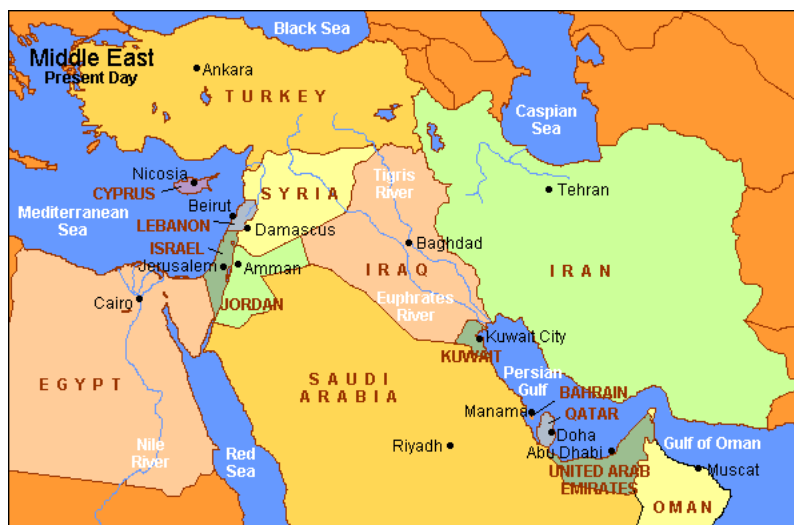 Black Sea
Middle East
Present Day
Ankara
TURKEY
Caspian
Sea
Nicosia
CYPRUS
SYRIA
Tigris
River
Tehran
Mediterranean
Sea
Beirut
LEBANON
Damascus
ISRAEL
Baghdad
Jerusalem
Amman
IRAQ
IRAN
Cairo
JORDAN
Euphrates
River
Kuwait City
KUWAIT
EGYPT
SAUDI
ARABIA
Persian
Gulf
BAHRAIN
Manama
QATAR
Doha
Nile
River
Red
Sea
Riyadh
Abu Dhabi
Gulf of Oman
UNITED ARAB
EMIRATES
Muscat
OMAN